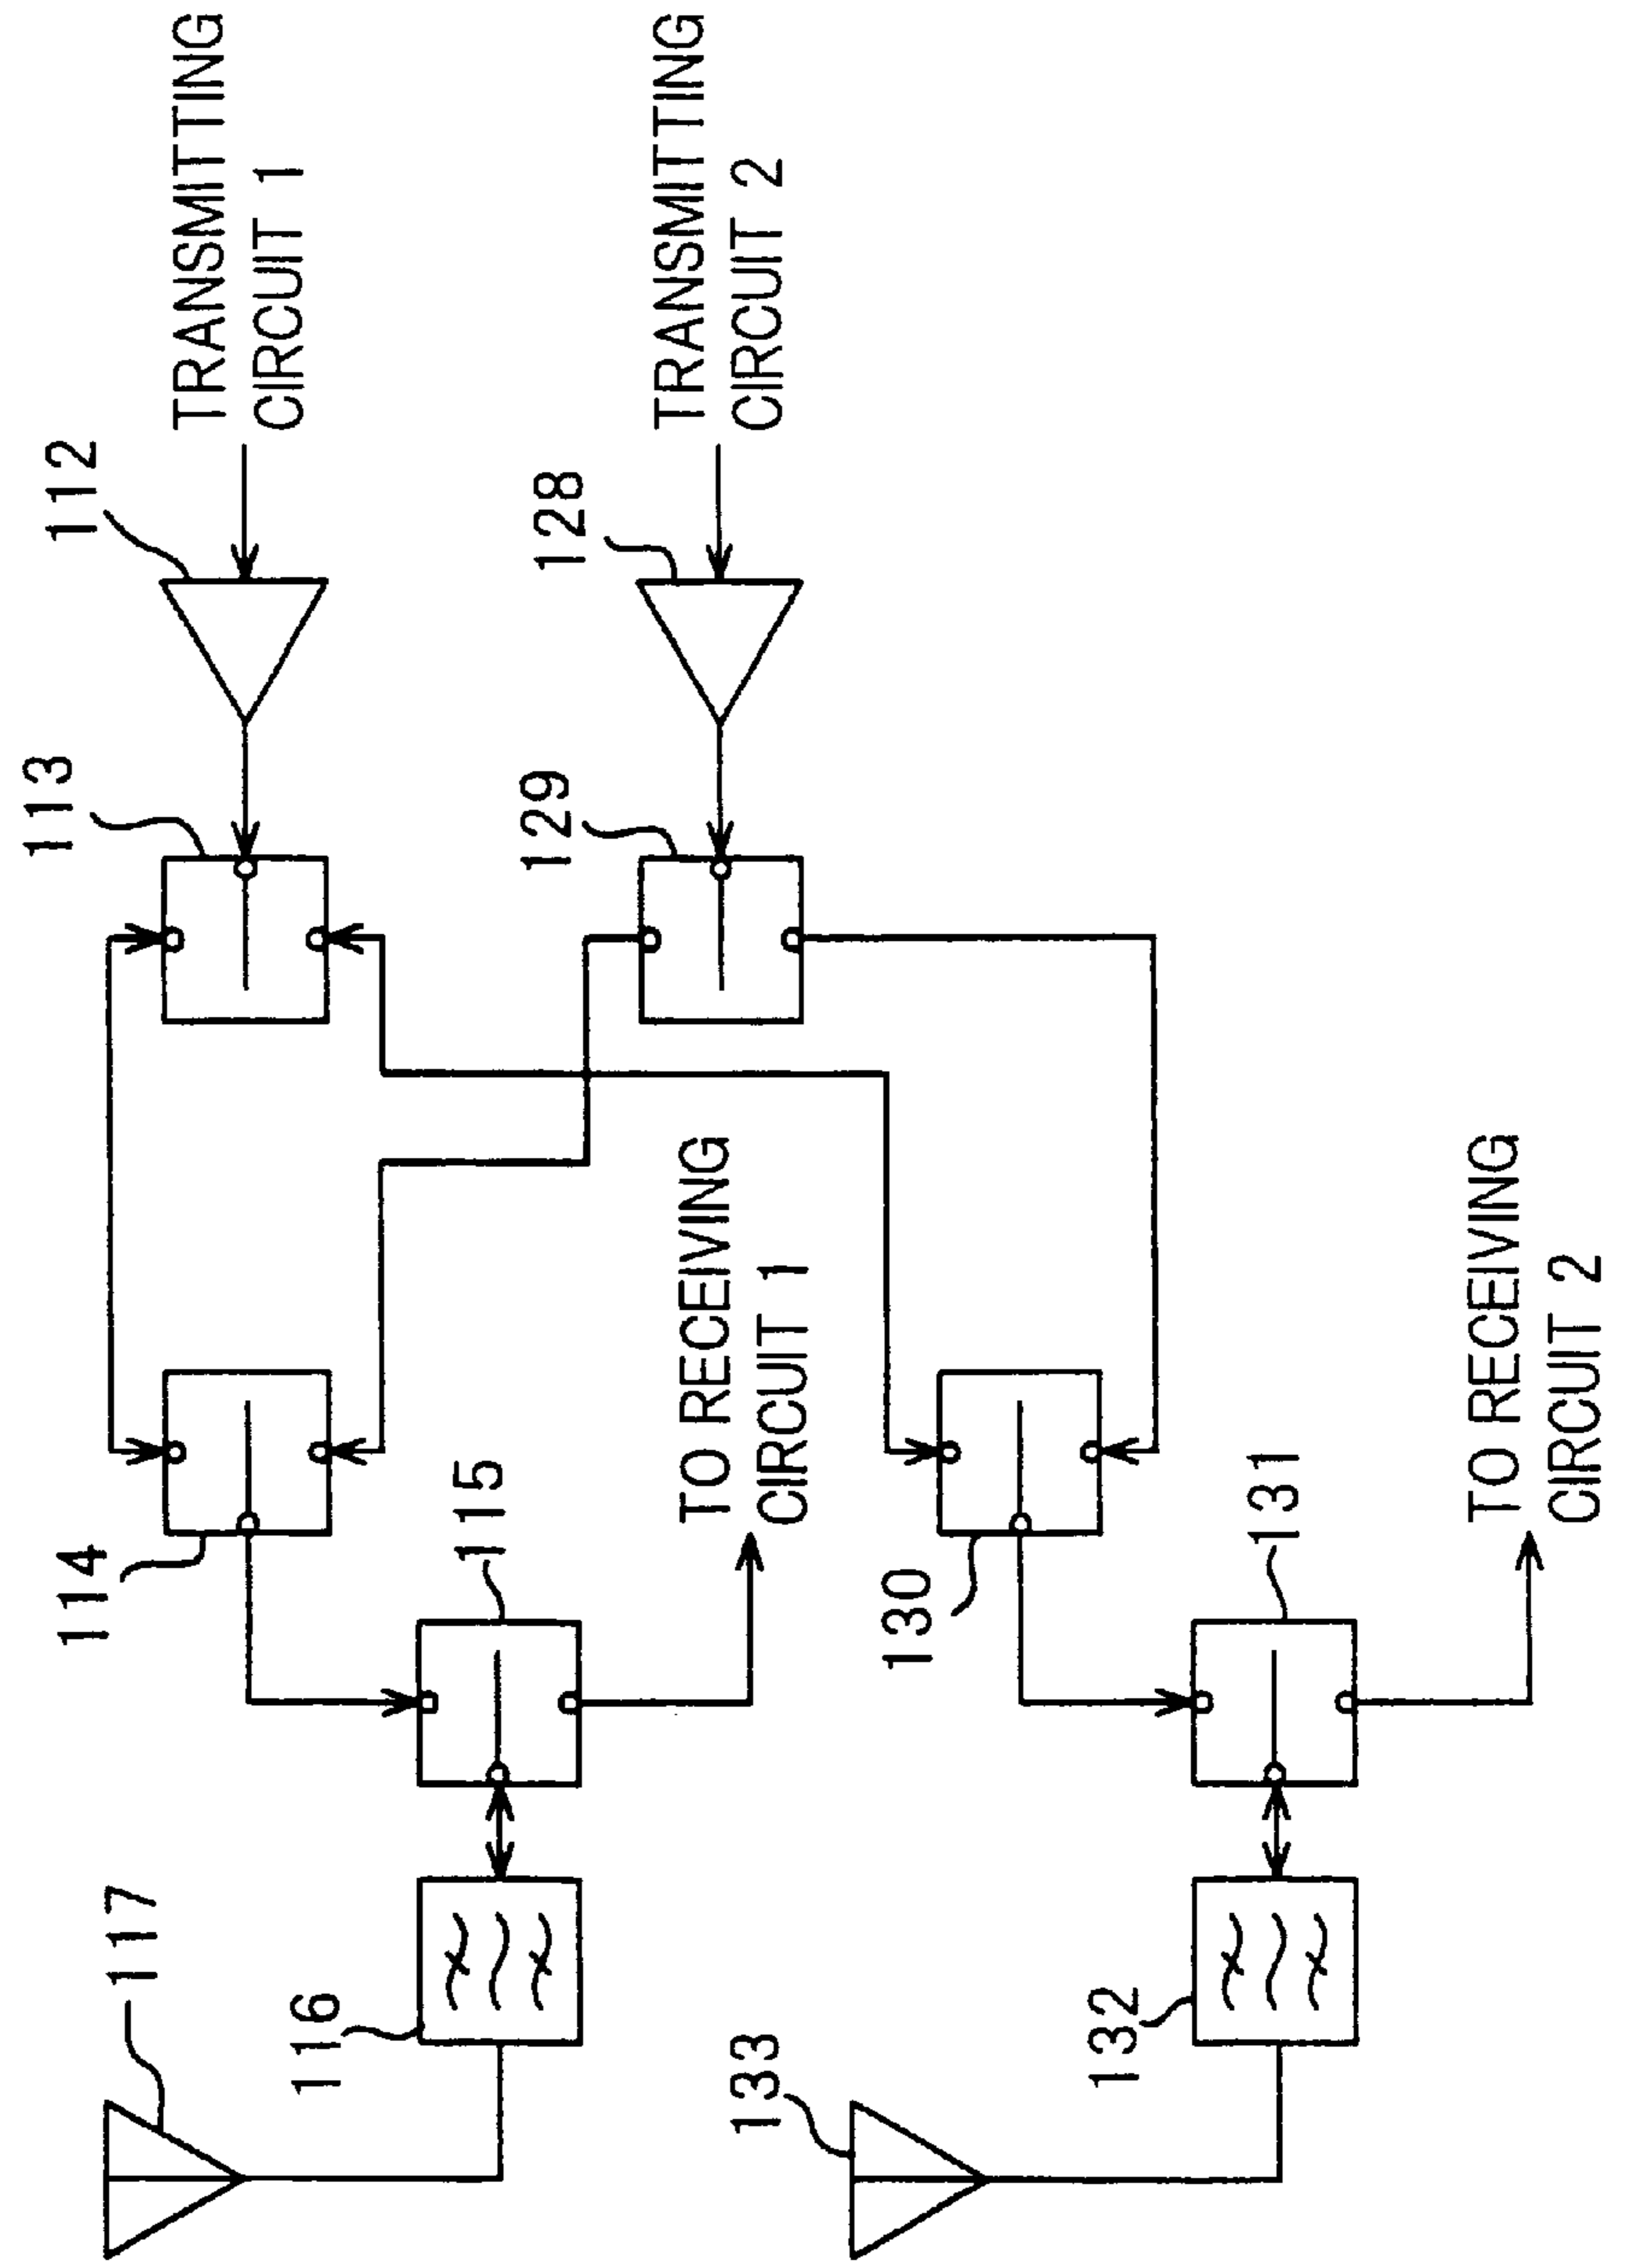 TRANSMITTING
CIRCUIT 1
112
113
114
115
116
117
TO RECEIVING
CIRCUIT 1
TRANSMITTING
CIRCUIT 2
128
129
130
131
132
133
TO RECEIVING
CIRCUIT 2